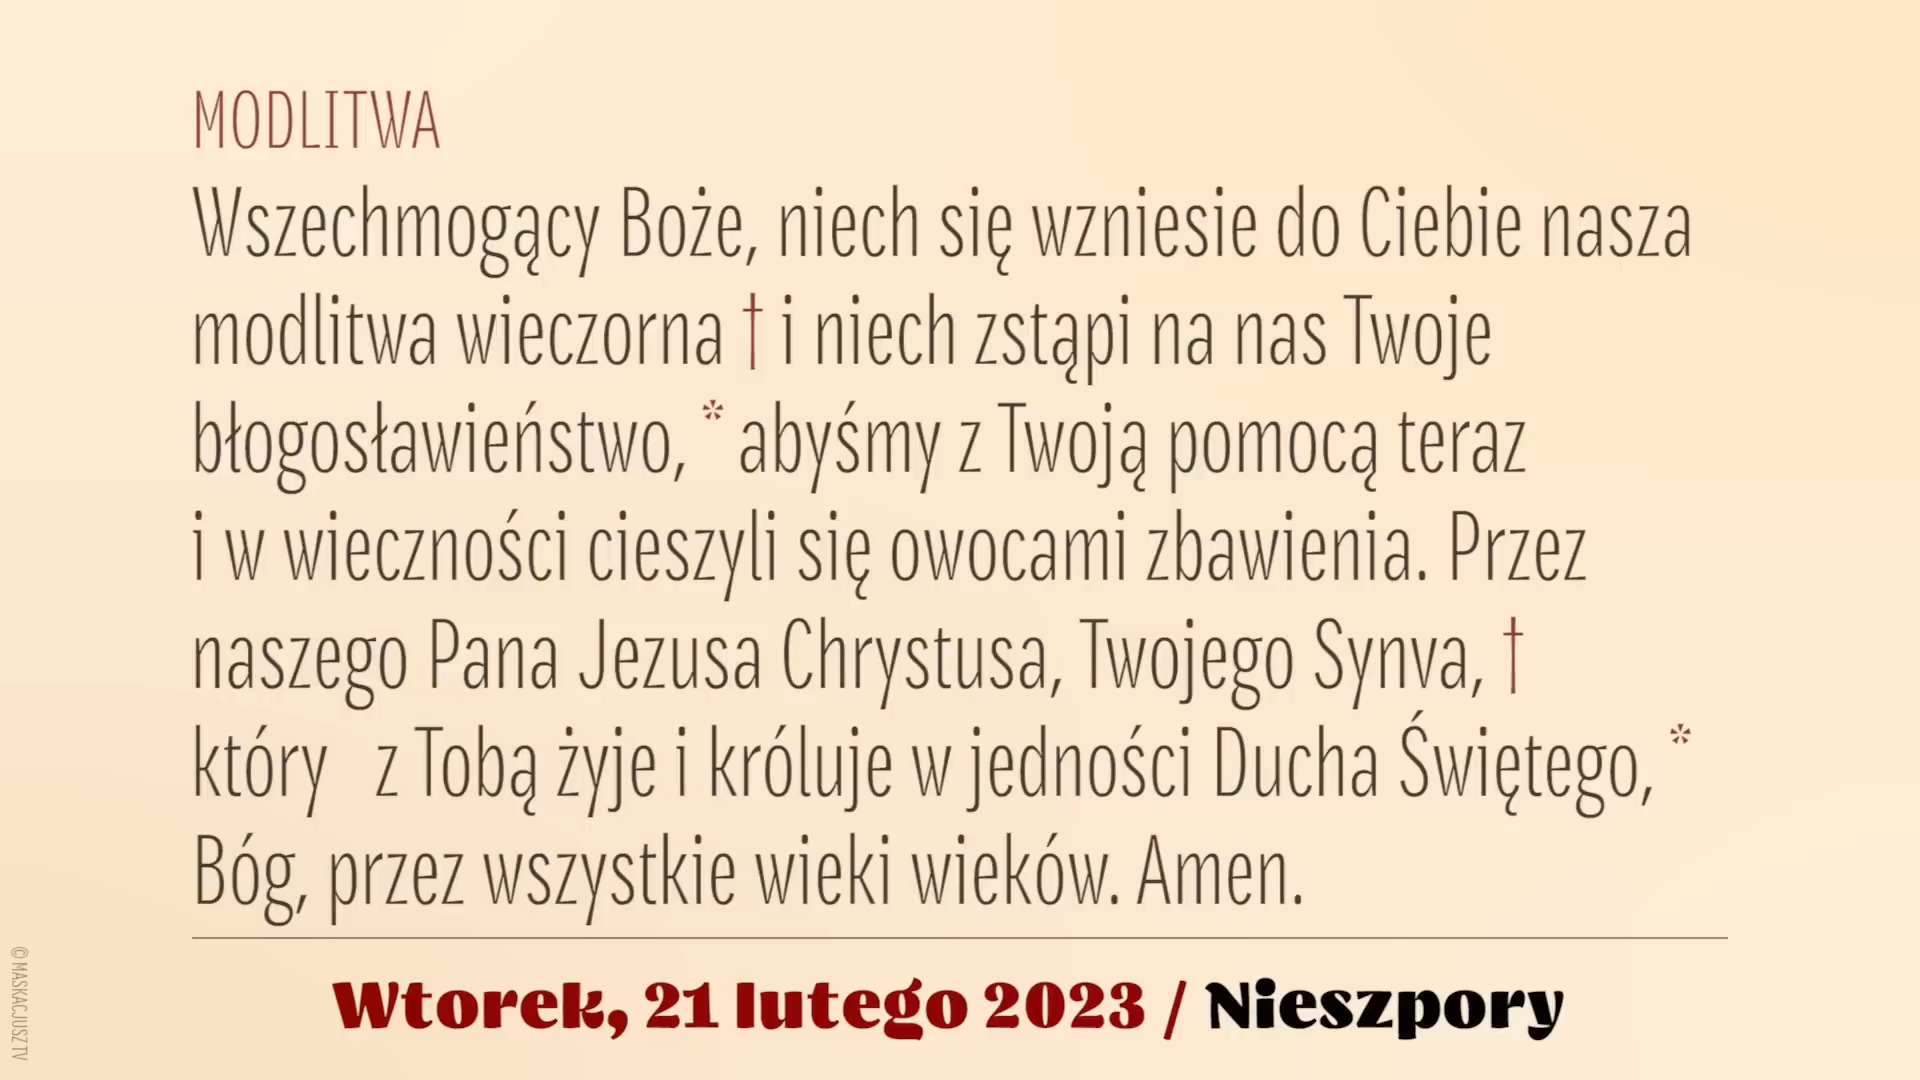 MODLITWA
Wszechmogący Boże, niech się wzniesie do Ciebie nasza
modlitwa wieczorna † i niech zstąpi na nas Twoje
błogosławieństwo, * abyśmy z Twoją pomocą teraz
i w wieczności cieszyli się owocami zbawienia. Przez
naszego Pana Jezusa Chrystusa, Twojego Synva, †
który z Tobą żyje i króluje w jedności Ducha Świętego, *
Bóg, przez wszystkie wieki wieków. Amen.
Wtorek, 21 lutego 2023 / Nieszpory
© MASKACJUSZ TV